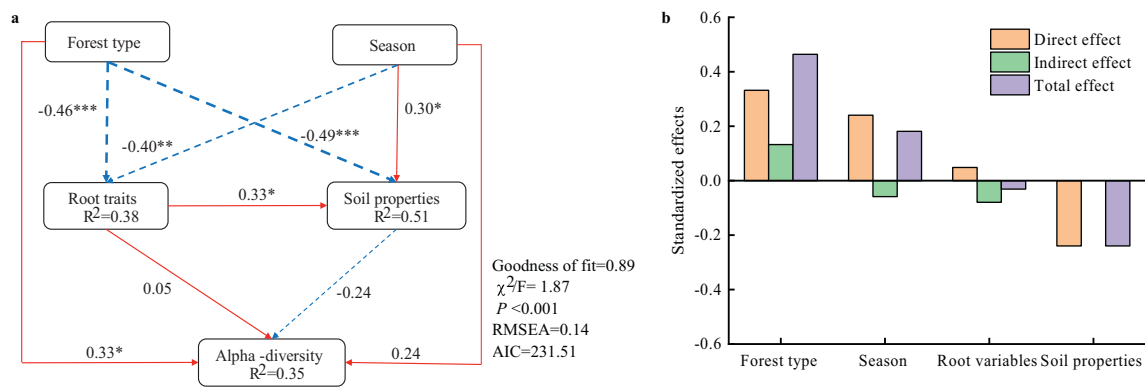 a
Forest type
Season
-0.46***
-0.40**
-0.49***
0.30*
Root traits
R²=0.38
0.33*
Soil properties
R²=0.51
0.05
-0.24
Goodness of fit=0.89
χ²/F= 1.87
P <0.001
RMSEA=0.14
AIC=231.51
0.33*
Alpha -diversity
R²=0.35
0.24
b
Standardized effects
0.6
0.4
0.2
0.0
-0.2
-0.4
-0.6
Direct effect
Indirect effect
Total effect
Forest type Season Root variables Soil properties